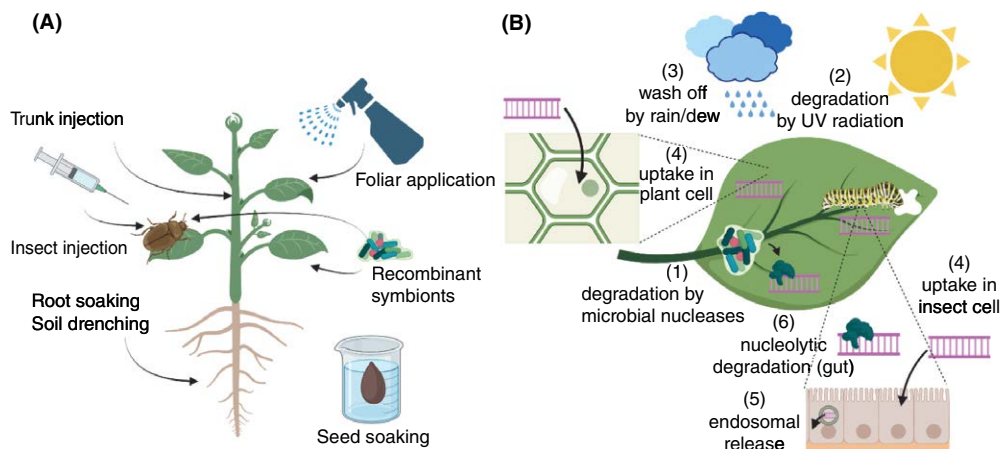 (A)
Trunk injection
Foliar application
Insect injection
Recombinant
symbionts
Root soaking
Soil drenching
Seed soaking
(B)
(3)
wash off
by rain/dew
(2)
degradation
by UV radiation
(4)
uptake in
plant cell
(1)
degradation by
microbial nucleases
(4)
uptake in
insect cell
(6)
nucleolytic
degradation (gut)
(5)
endosomal
release